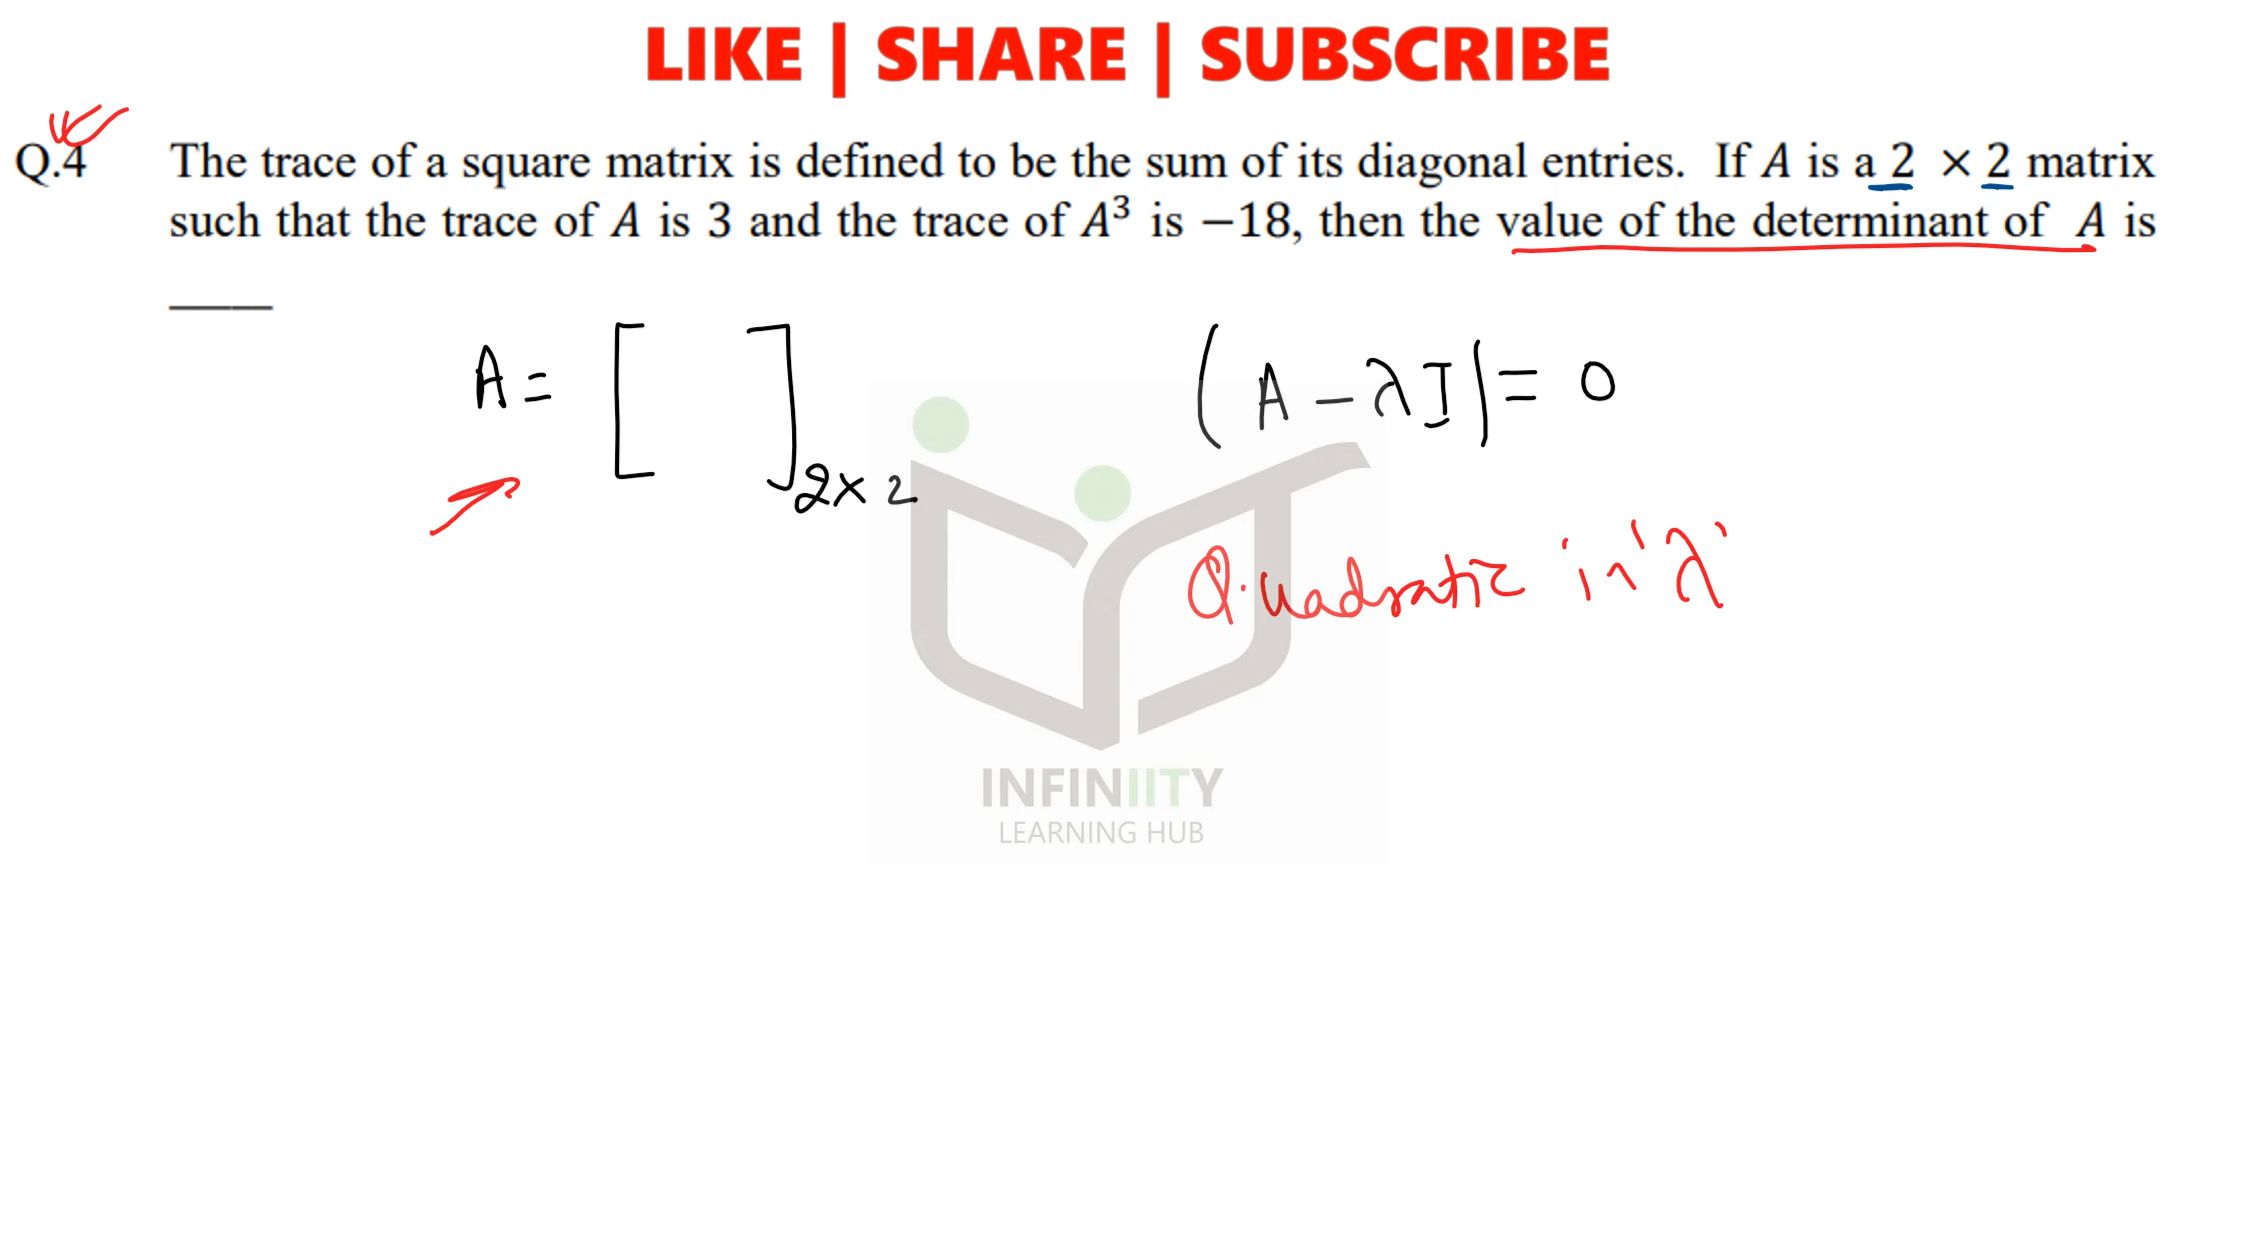 LIKE | SHARE | SUBSCRIBE
Q.4 The trace of a square matrix is defined to be the sum of its diagonal entries. If A is a 2 × 2 matrix
such that the trace of A is 3 and the trace of A³ is −18, then the value of the determinant of A is
____
A = [ ]₂ₓ₂ (A − λI| = 0
Quadratic in 'λ'
INFINIITY
LEARNING HUB